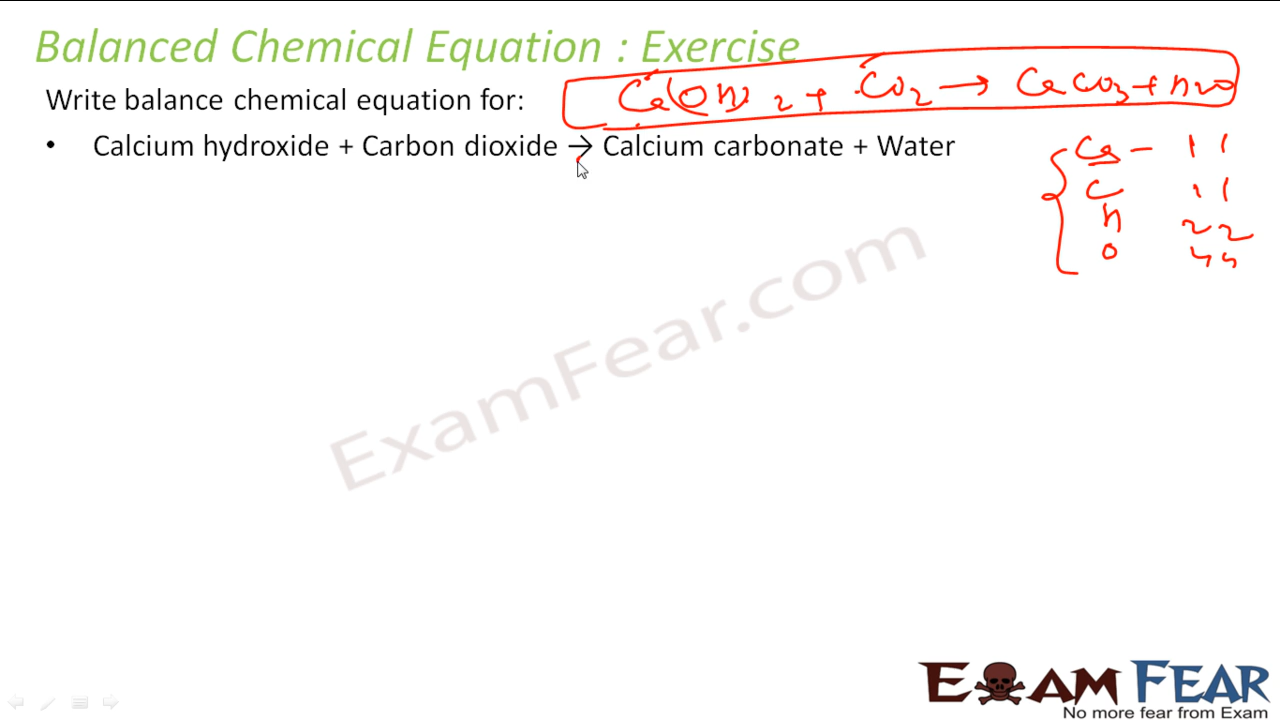 Balanced Chemical Equation : Exercise
Ca(OH)2 + CO2 → CaCO3 + H2O
Write balance chemical equation for:
• Calcium hydroxide + Carbon dioxide → Calcium carbonate + Water
Ca - 1 1
C 1 1
H 2 2
O 4 4
ExamFear.com
EXAM FEAR
No more fear from Exam